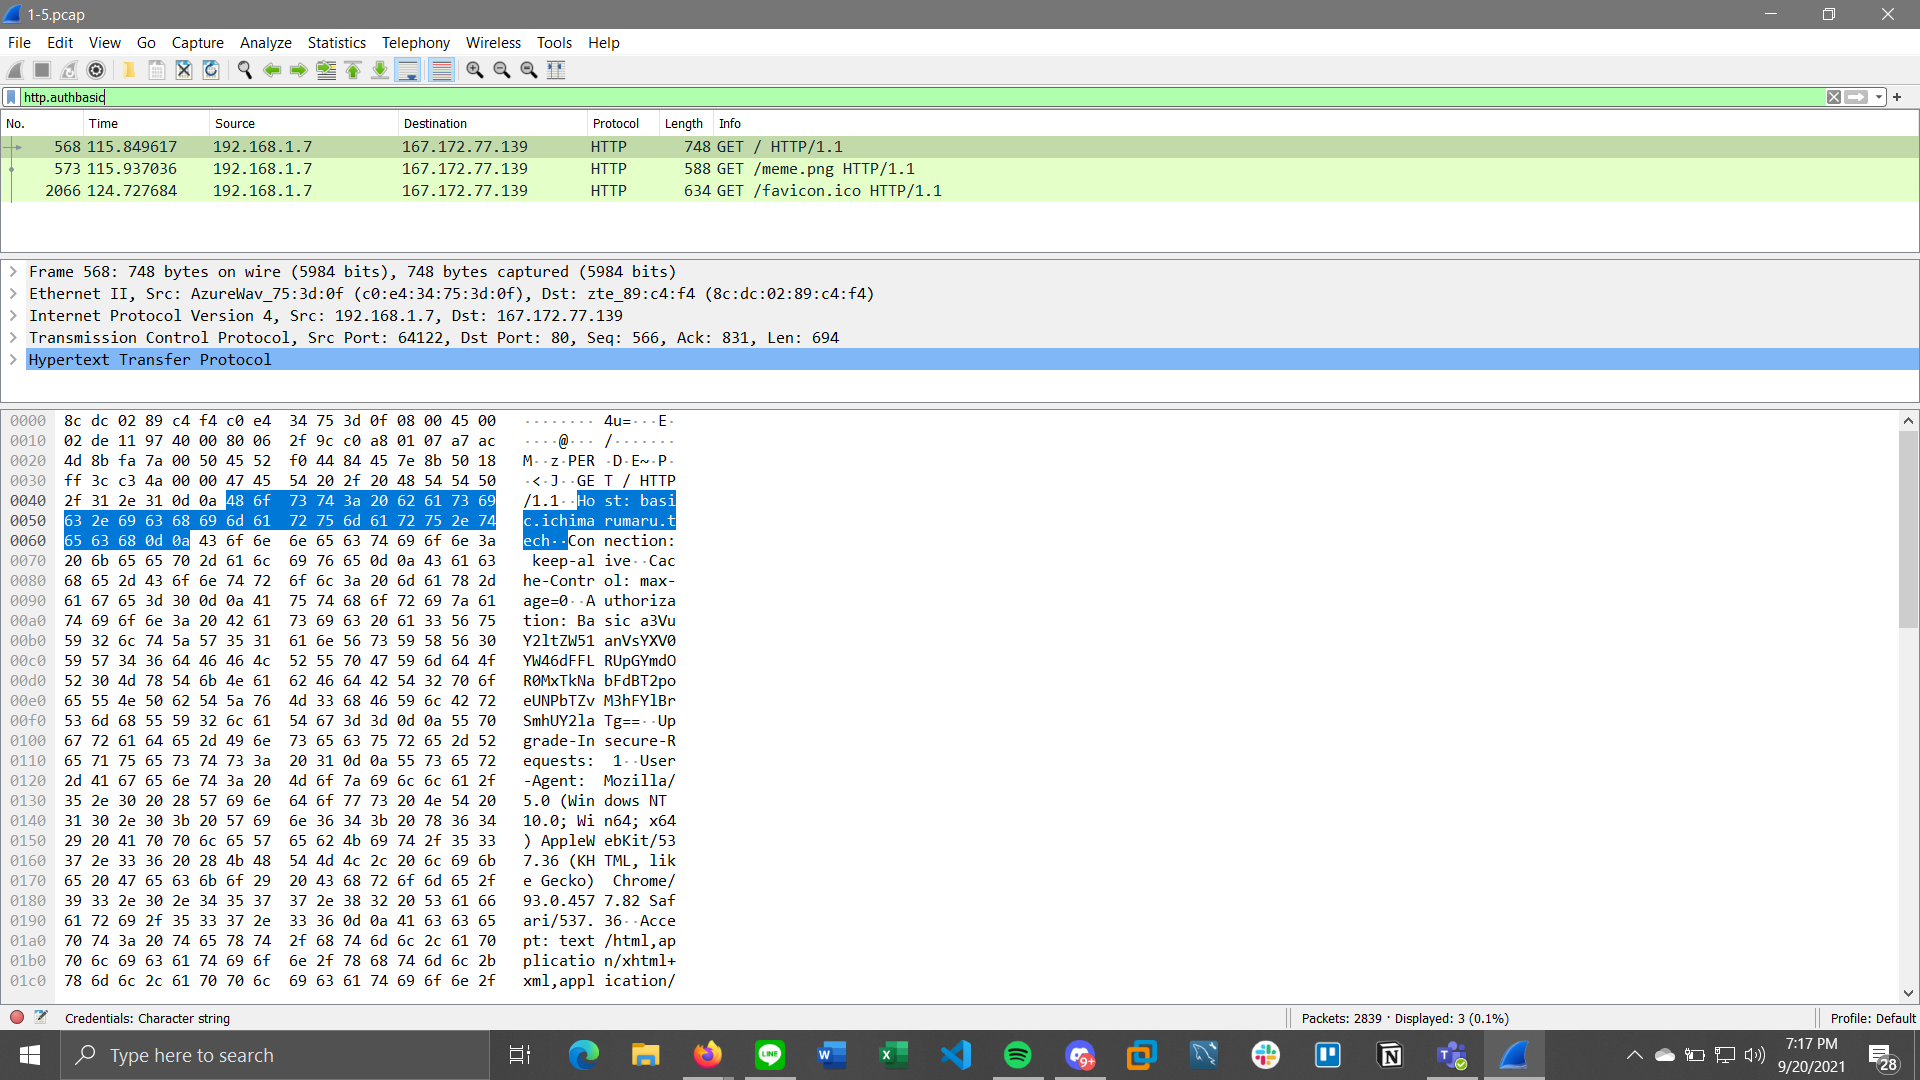 1-5.pcap
File Edit View Go Capture Analyze Statistics Telephony Wireless Tools Help
http.authbasic
No. Time Source Destination Protocol Length Info
568 115.849617 192.168.1.7 167.172.77.139 HTTP 748 GET / HTTP/1.1
573 115.937036 192.168.1.7 167.172.77.139 HTTP 588 GET /meme.png HTTP/1.1
2066 124.727684 192.168.1.7 167.172.77.139 HTTP 634 GET /favicon.ico HTTP/1.1
Frame 568: 748 bytes on wire (5984 bits), 748 bytes captured (5984 bits)
Ethernet II, Src: AzureWav_75:3d:0f (c0:e4:34:75:3d:0f), Dst: zte_89:c4:f4 (8c:dc:02:89:c4:f4)
Internet Protocol Version 4, Src: 192.168.1.7, Dst: 167.172.77.139
Transmission Control Protocol, Src Port: 64122, Dst Port: 80, Seq: 566, Ack: 831, Len: 694
Hypertext Transfer Protocol
0000 8c dc 02 89 c4 f4 c0 e4 34 75 3d 0f 08 00 45 00 ········ 4u=···E·
0010 02 de 11 97 40 00 80 06 2f 9c c0 a8 01 07 a7 ac ····@··· /·······
0020 4d 8b fa 7a 00 50 45 52 f0 44 84 45 7e 8b 50 18 M··z·PER ·D·E~·P·
0030 ff 3c c3 4a 00 00 47 45 54 20 2f 20 48 54 54 50 ·<·J··GE T / HTTP
0040 2f 31 2e 31 0d 0a 48 6f 73 74 3a 20 62 61 73 69 /1.1··Ho st: basi
0050 63 2e 69 63 68 69 6d 61 72 75 6d 61 72 75 2e 74 c.ichima rumaru.t
0060 65 63 68 0d 0a 43 6f 6e 6e 65 63 74 69 6f 6e 3a ech··Con nection:
0070 20 6b 65 65 70 2d 61 6c 69 76 65 0d 0a 43 61 63 keep-al ive··Cac
0080 68 65 2d 43 6f 6e 74 72 6f 6c 3a 20 6d 61 78 2d he-Contr ol: max-
0090 61 67 65 3d 30 0d 0a 41 75 74 68 6f 72 69 7a 61 age=0··A uthoriza
00a0 74 69 6f 6e 3a 20 42 61 73 69 63 20 61 33 56 75 tion: Ba sic a3Vu
00b0 59 32 6c 74 5a 57 35 31 61 6e 56 73 59 58 56 30 Y2ltZW51 anVsYXV0
00c0 59 57 34 36 64 46 46 4c 52 55 70 47 59 6d 64 4f YW46dFFL RUpGYmdO
00d0 52 30 4d 78 54 6b 4e 61 62 46 64 42 54 32 70 6f R0MxTkNa bFdBT2po
00e0 65 55 4e 50 62 54 5a 76 4d 33 68 46 59 6c 42 72 eUNPbTZv M3hFYlBr
00f0 53 6d 68 55 59 32 6c 61 54 67 3d 3d 0d 0a 55 70 SmhUY2la Tg==··Up
0100 67 72 61 64 65 2d 49 6e 73 65 63 75 72 65 2d 52 grade-In secure-R
0110 65 71 75 65 73 74 73 3a 20 31 0d 0a 55 73 65 72 equests: 1··User
0120 2d 41 67 65 6e 74 3a 20 4d 6f 7a 69 6c 6c 61 2f -Agent: Mozilla/
0130 35 2e 30 20 28 57 69 6e 64 6f 77 73 20 4e 54 20 5.0 (Win dows NT
0140 31 30 2e 30 3b 20 57 69 6e 36 34 3b 20 78 36 34 10.0; Wi n64; x64
0150 29 20 41 70 70 6c 65 57 65 62 4b 69 74 2f 35 33 ) AppleW ebKit/53
0160 37 2e 33 36 20 28 4b 48 54 4d 4c 2c 20 6c 69 6b 7.36 (KH TML, lik
0170 65 20 47 65 63 6b 6f 29 20 43 68 72 6f 6d 65 2f e Gecko) Chrome/
0180 39 33 2e 30 2e 34 35 37 37 2e 38 32 20 53 61 66 93.0.457 7.82 Saf
0190 61 72 69 2f 35 33 37 2e 33 36 0d 0a 41 63 63 65 ari/537. 36··Acce
01a0 70 74 3a 20 74 65 78 74 2f 68 74 6d 6c 2c 61 70 pt: text /html,ap
01b0 70 6c 69 63 61 74 69 6f 6e 2f 78 68 74 6d 6c 2b plicatio n/xhtml+
01c0 78 6d 6c 2c 61 70 70 6c 69 63 61 74 69 6f 6e 2f xml,appl ication/
Credentials: Character string Packets: 2839 · Displayed: 3 (0.1%) Profile: Default
Type here to search
7:17 PM
9/20/2021
28
LINE
9+